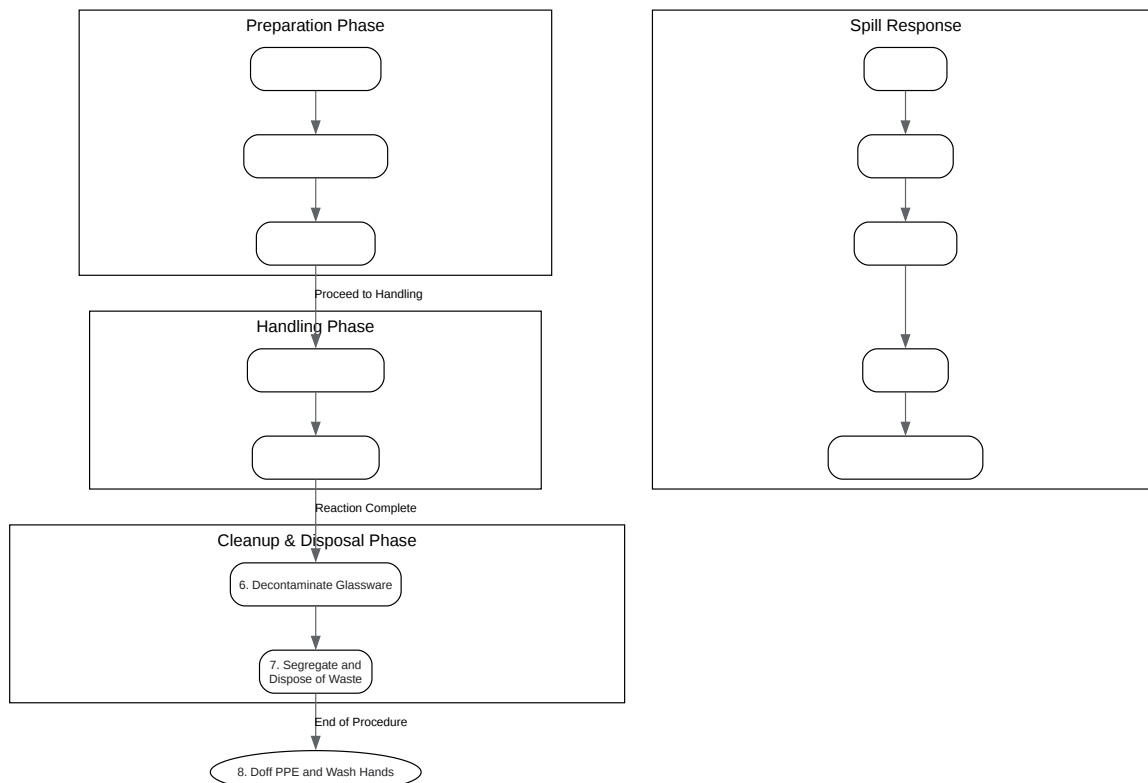 Preparation Phase
Proceed to Handling
Handling Phase
Reaction Complete
Cleanup & Disposal Phase
6. Decontaminate Glassware
7. Segregate and
Dispose of Waste
End of Procedure
8. Doff PPE and Wash Hands
Spill Response